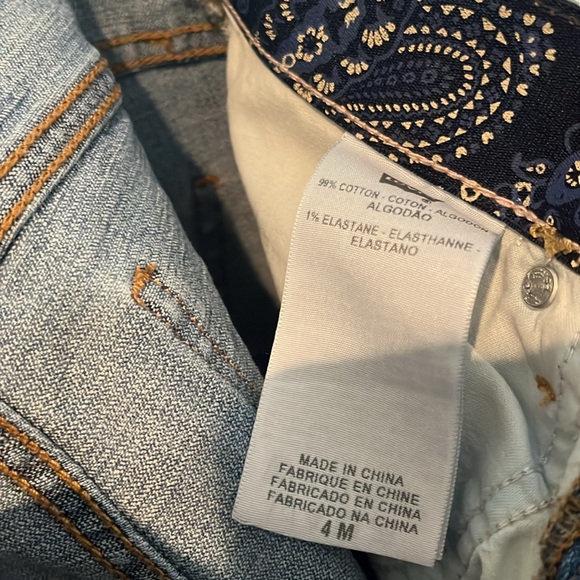 99% COTTON - COTON - ALGODON
ALGODÃO
1% ELASTANE - ELASTHANNE -
ELASTANO
MADE IN CHINA
FABRIQUE EN CHINE
FABRICADO EN CHINA
FABRICADO NA CHINA
4 M